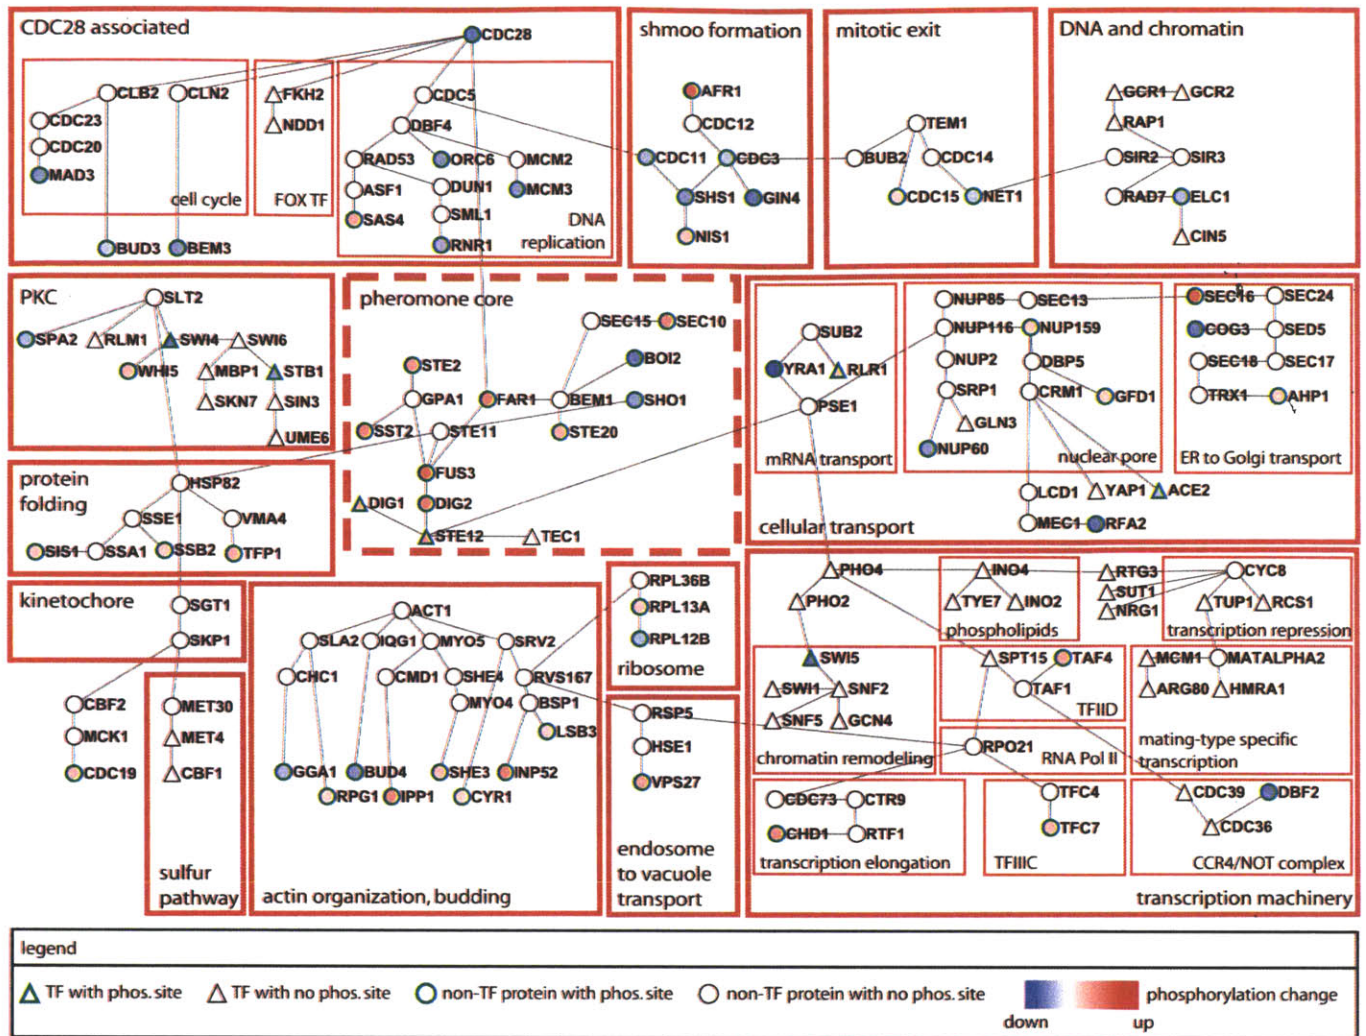 CDC28 associated
CDC28
CLB2
CLN2
FKH2
CDC5
CDC23
NDD1
DBF4
CDC20
RAD53
ORC6
MCM2
MAD3
ASF1
DUN1
MCM3
cell cycle
FOX TF
SAS4
SML1
DNA
replication
BUD3
BEM3
RNR1
shmoo formation
AFR1
CDC12
CDC11
CDC3
SHS1
GIN4
NIS1
mitotic exit
TEM1
BUB2
CDC14
CDC15
NET1
DNA and chromatin
GCR1
GCR2
RAP1
SIR2
SIR3
RAD7
ELC1
CIN5
PKC
SLT2
SPA2
RLM1
SWI4
SWI6
WHI5
MBP1
STB1
SKN7
SIN3
UME6
pheromone core
SEC15
SEC10
STE2
BOI2
GPA1
FAR1
BEM1
SHO1
SST2
STE11
STE20
FUS3
DIG1
DIG2
STE12
TEC1
SUB2
YRA1
RLR1
PSE1
mRNA transport
NUP85
SEC13
NUP116
NUP159
NUP2
DBP5
SRP1
CRM1
GFD1
GLN3
NUP60
nuclear pore
SEC16
SEC24
COG3
SED5
SEC18
SEC17
TRX1
AHP1
ER to Golgi transport
LCD1
YAP1
ACE2
MEC1
RFA2
cellular transport
protein
folding
HSP82
SSE1
VMA4
SIS1
SSA1
SSB2
TFP1
kinetochore
SGT1
SKP1
CBF2
MCK1
CDC19
MET30
MET4
CBF1
sulfur
pathway
ACT1
SLA2
IQG1
MYO5
SRV2
CHC1
CMD1
SHE4
RVS167
MYO4
BSP1
LSB3
GGA1
BUD4
SHE3
INP52
RPG1
IPP1
CYR1
actin organization, budding
RPL36B
RPL13A
RPL12B
ribosome
RSP5
HSE1
VPS27
endosome
to vacuole
transport
PHO4
PHO2
INO4
TYE7
INO2
phospholipids
RTG3
SUT1
NRG1
CYC8
TUP1
RCS1
transcription repression
SWI5
SWI1
SNF2
SNF5
GCN4
chromatin remodeling
SPT15
TAF4
TAF1
TFIID
MCM1
MATALPHA2
ARG80
HMRA1
mating-type specific
transcription
RPO21
RNA Pol II
CDC73
CTR9
CHD1
RTF1
transcription elongation
TFC4
TFC7
TFIIIC
CDC39
DBF2
CDC36
CCR4/NOT complex
transcription machinery
legend
TF with phos. site
TF with no phos. site
non-TF protein with phos. site
non-TF protein with no phos. site
phosphorylation change
down
up